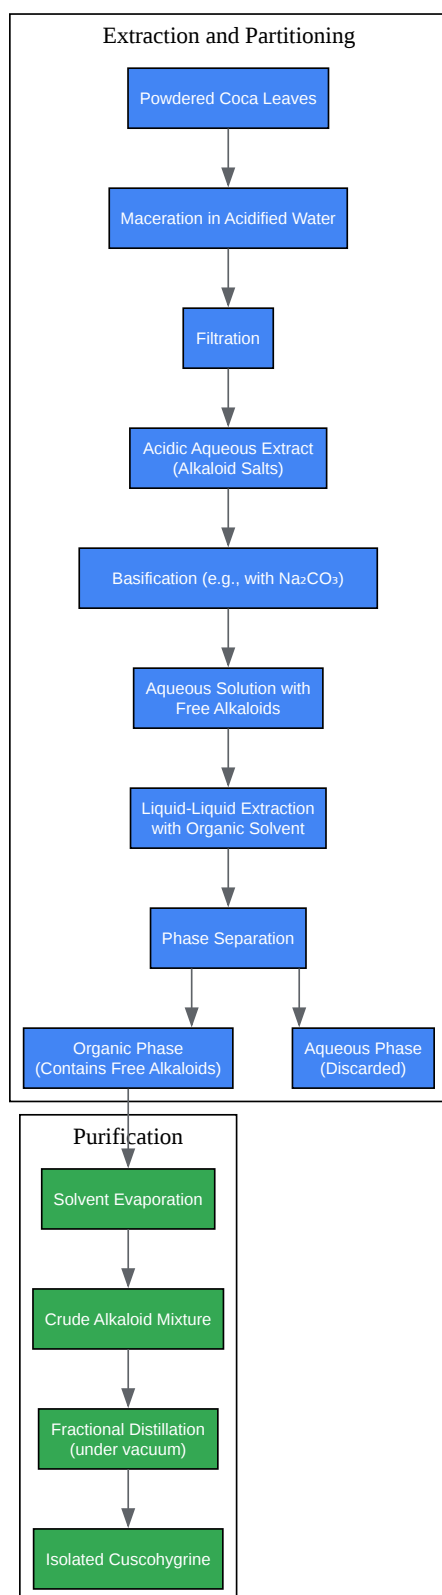 Extraction and Partitioning
Powdered Coca Leaves
Maceration in Acidified Water
Filtration
Acidic Aqueous Extract
(Alkaloid Salts)
Basification (e.g., with Na₂CO₃)
Aqueous Solution with
Free Alkaloids
Liquid-Liquid Extraction
with Organic Solvent
Phase Separation
Organic Phase
(Contains Free Alkaloids)
Aqueous Phase
(Discarded)
Purification
Solvent Evaporation
Crude Alkaloid Mixture
Fractional Distillation
(under vacuum)
Isolated Cuscohygrine